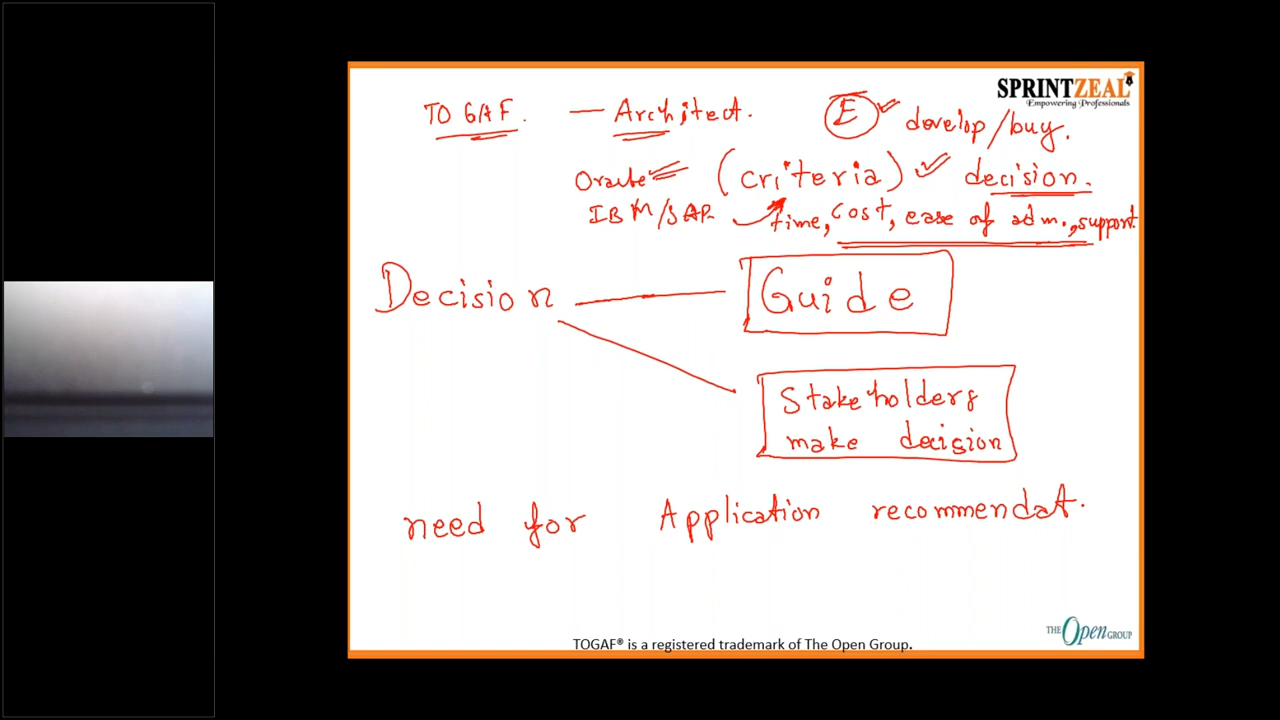 SPRINTZEAL
Empowering Professionals
TOGAF. — Architect. E develop/buy.
Oracle (criteria) decision.
IBM/SAP time, cost, ease of adm., support.
Decision Guide
Stakeholders
make decision
need for Application recommendat.
THE Open GROUP
TOGAF® is a registered trademark of The Open Group.